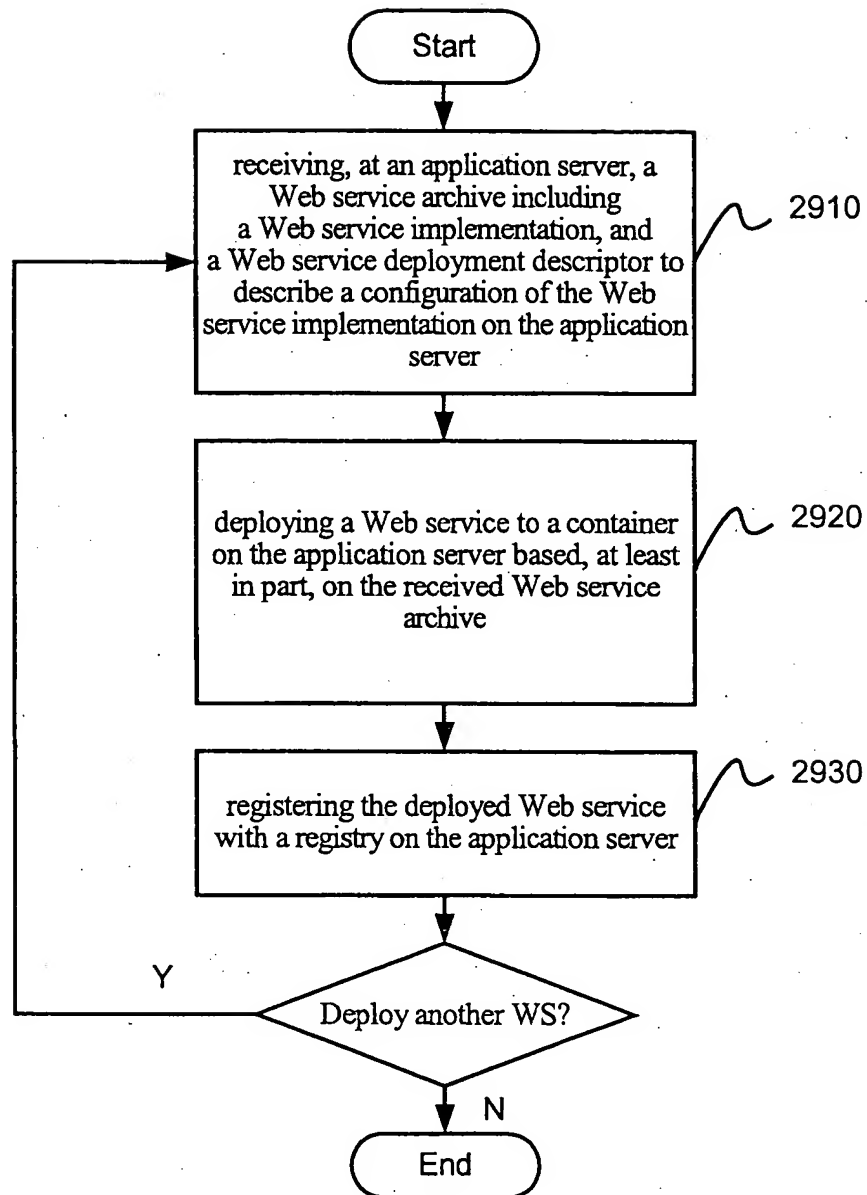 Start
receiving, at an application server, a
Web service archive including
a Web service implementation, and
a Web service deployment descriptor to
describe a configuration of the Web
service implementation on the application
server
2910
deploying a Web service to a container
on the application server based, at least
in part, on the received Web service
archive
2920
registering the deployed Web service
with a registry on the application server
2930
Deploy another WS?
Y
N
End